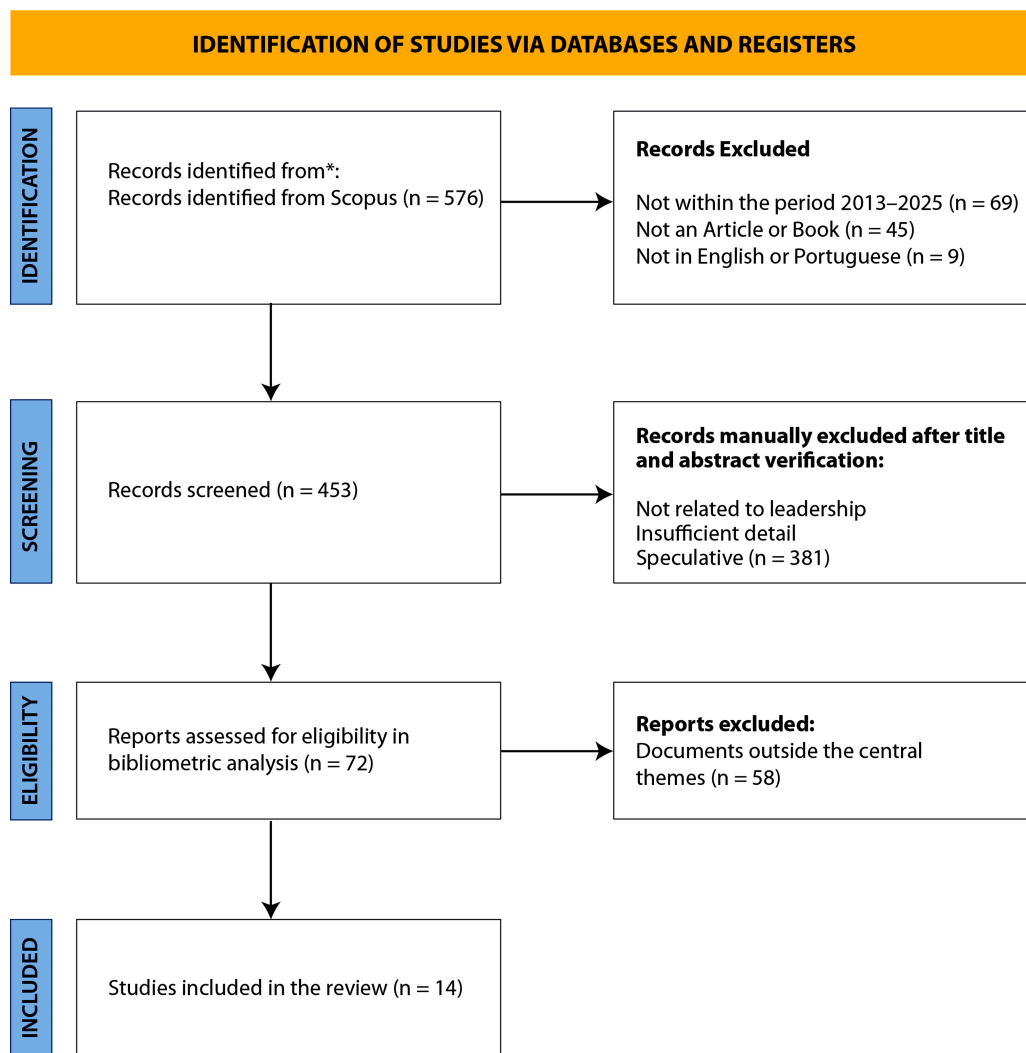 IDENTIFICATION OF STUDIES VIA DATABASES AND REGISTERS
IDENTIFICATION
Records identified from*:
Records identified from Scopus (n = 576)
Records Excluded
Not within the period 2013–2025 (n = 69)
Not an Article or Book (n = 45)
Not in English or Portuguese (n = 9)
SCREENING
Records screened (n = 453)
Records manually excluded after title
and abstract verification:
Not related to leadership
Insufficient detail
Speculative (n = 381)
ELIGIBILITY
Reports assessed for eligibility in
bibliometric analysis (n = 72)
Reports excluded:
Documents outside the central
themes (n = 58)
INCLUDED
Studies included in the review (n = 14)